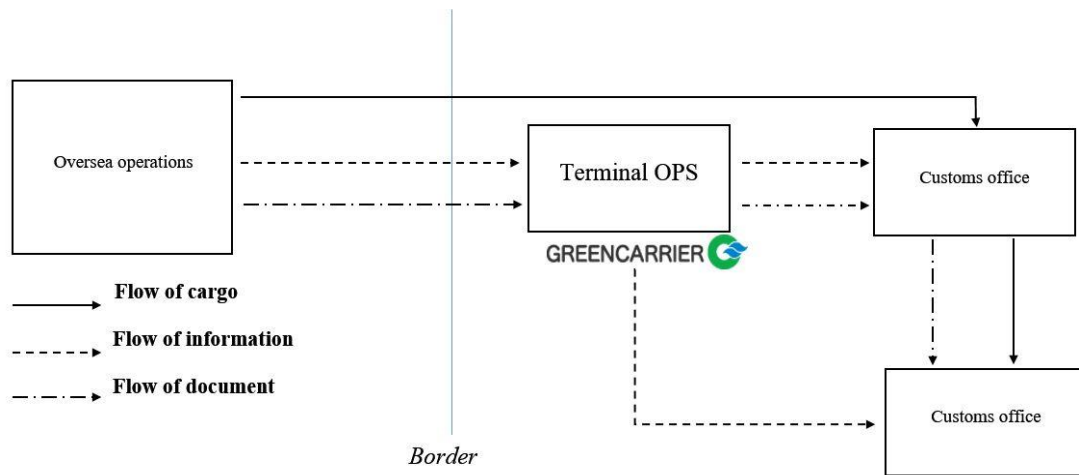 Oversea operations
Terminal OPS
Customs office
GREENCARRIER
Flow of cargo
Flow of information
Flow of document
Customs office
Border